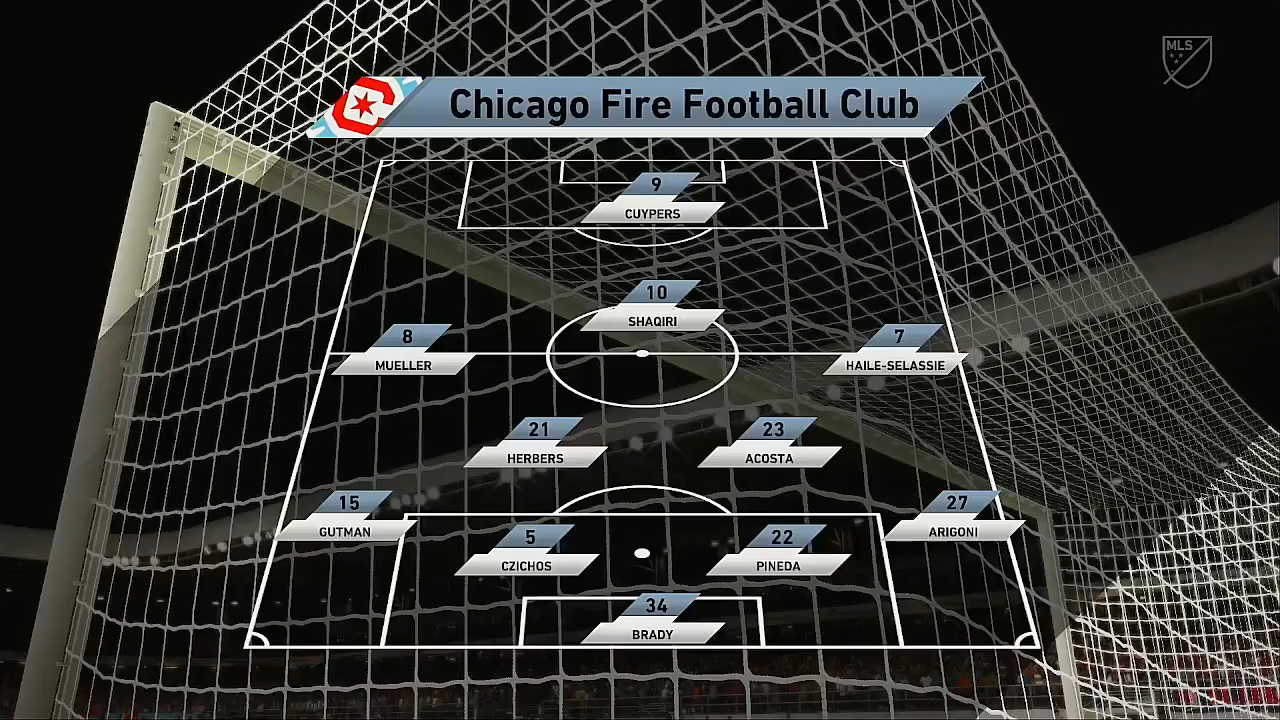 MLS
Chicago Fire Football Club
9
CUYPERS
10
SHAQIRI
8
MUELLER
7
HAILE-SELASSIE
21
HERBERS
23
ACOSTA
15
GUTMAN
27
ARIGONI
5
CZICHOS
22
PINEDA
34
BRADY